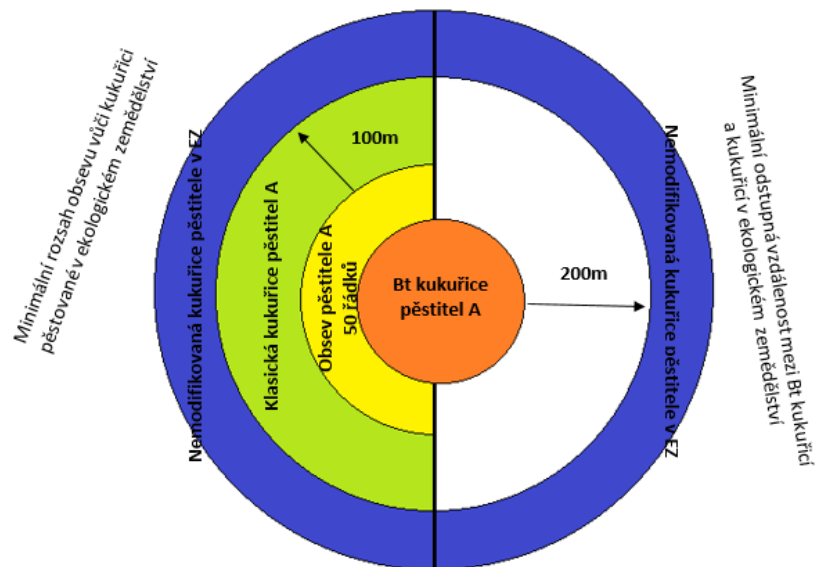 Minimální rozsah obsevu vůči kukuřici
pěstované v ekologickém zemědělství
Nemodifikovaná kukuřice pěstitele v EZ
Klasická kukuřice pěstitel A
100m
Obsev pěstitele A
50 řádků
Bt kukuřice
pěstitel A
200m
Nemodifikovaná kukuřice pěstitele v EZ
Minimální odstupná vzdálenost mezi Bt kukuřicí
a kukuřicí v ekologickém zemědělství